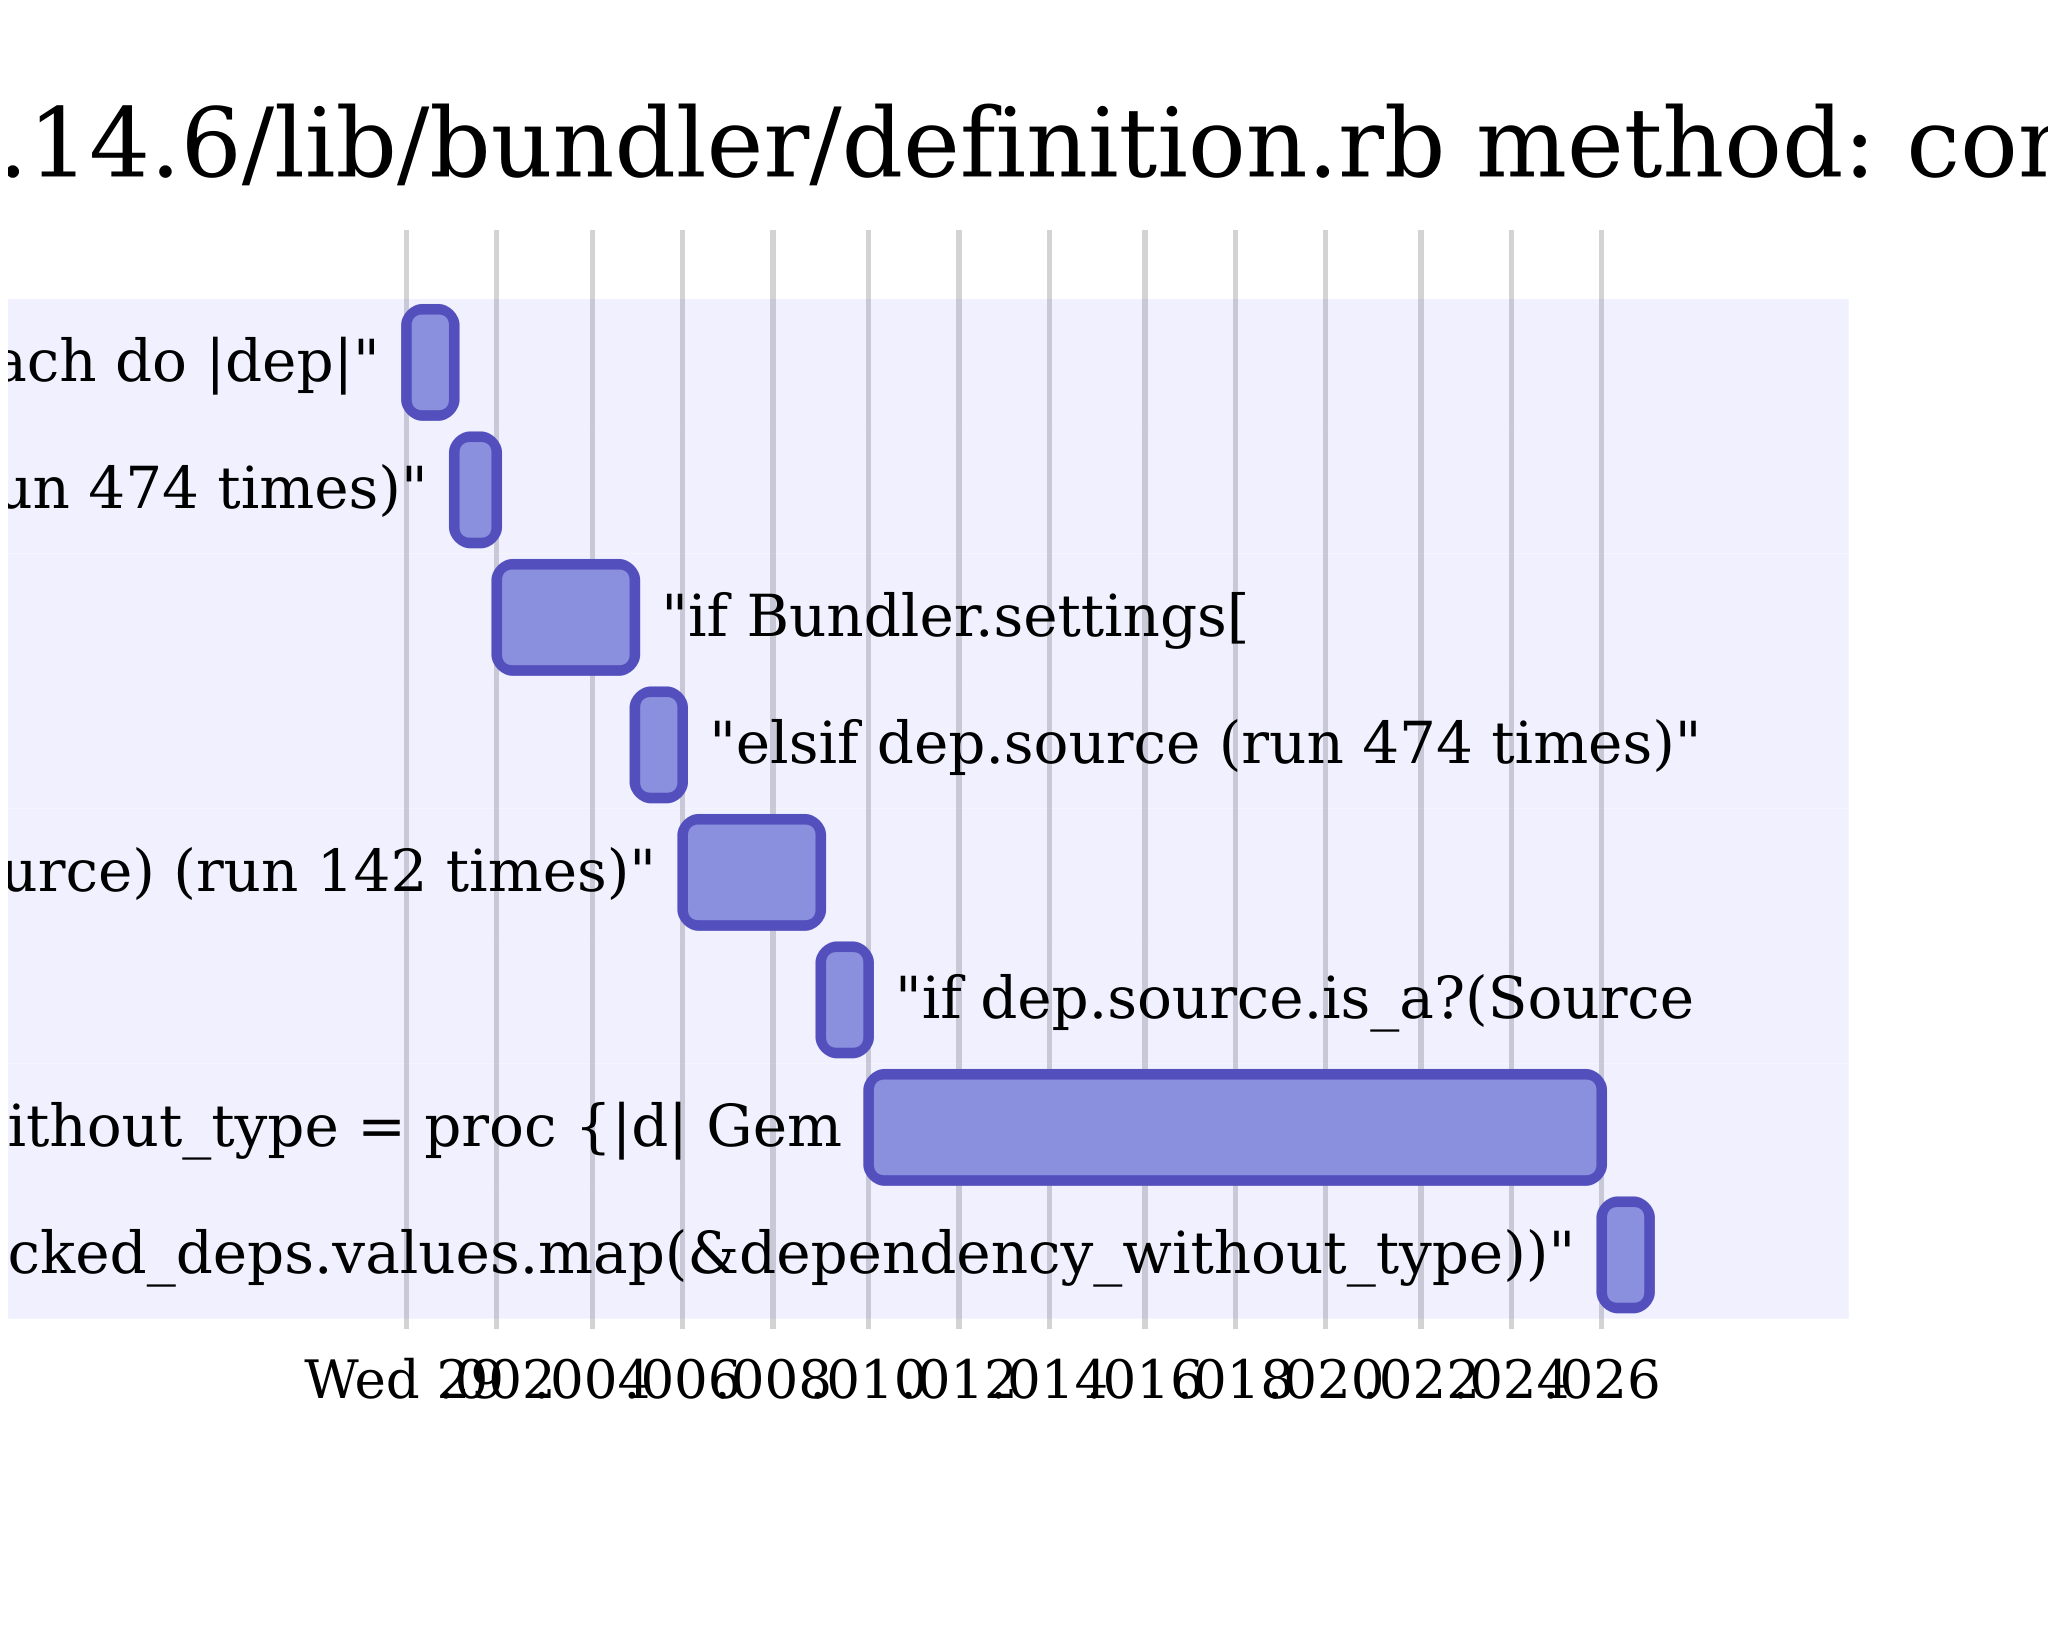 .14.6/lib/bundler/definition.rb method: con
ach do |dep|"
un 474 times)"
"if Bundler.settings[
"elsif dep.source (run 474 times)"
urce) (run 142 times)"
"if dep.source.is_a?(Source
ithout_type = proc {|d| Gem
cked_deps.values.map(&dependency_without_type))"
Wed 29 .002 .004 .006 .008 .010 .012 .014 .016 .018 .020 .022 .024 .026